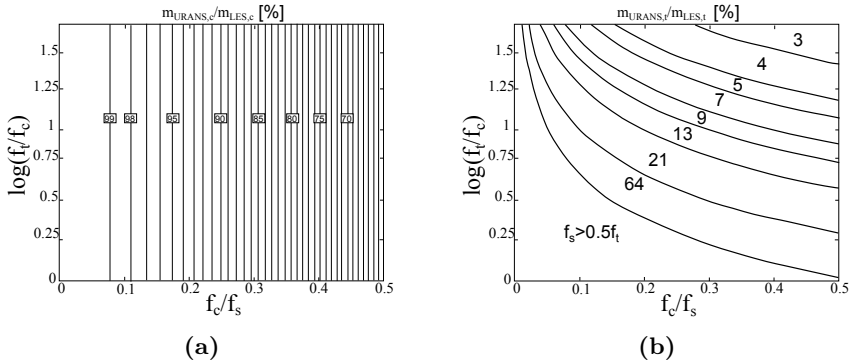 m_URANS,c/m_LES,c [%]
log(f_t/f_c)
1.5
1.25
1
0.75
0.5
0.25
0
99 98 95 90 85 80 75 70
0 0.1 0.2 0.3 0.4 0.5
f_c/f_s
(a)
m_URANS,t/m_LES,t [%]
log(f_t/f_c)
1.5
1.25
1
0.75
0.5
0.25
0
3
4
5
7
9
13
21
64
f_s>0.5f_t
0 0.1 0.2 0.3 0.4 0.5
f_c/f_s
(b)